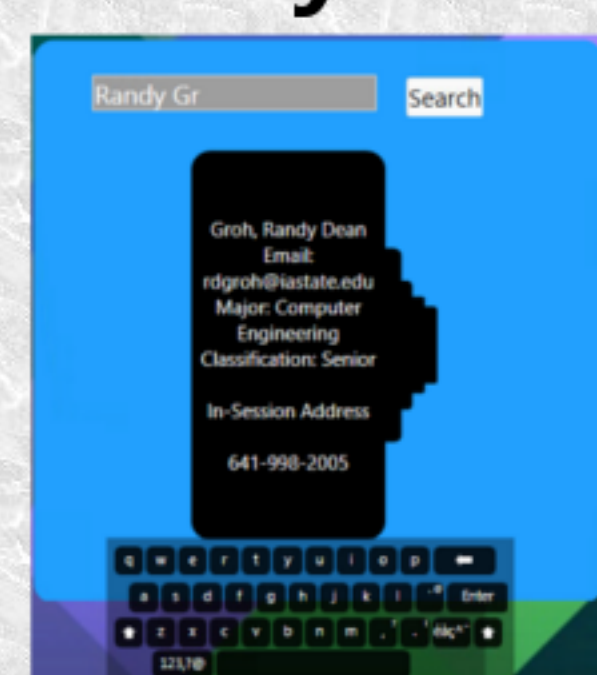 y
Randy Gr
Search
Groh, Randy Dean
Email:
rdgroh@iastate.edu
Major: Computer
Engineering
Classification: Senior
In-Session Address
641-998-2005
q w e r t y u i o p
a s d f g h j k l Enter
z x c v b n m , .
123,!@